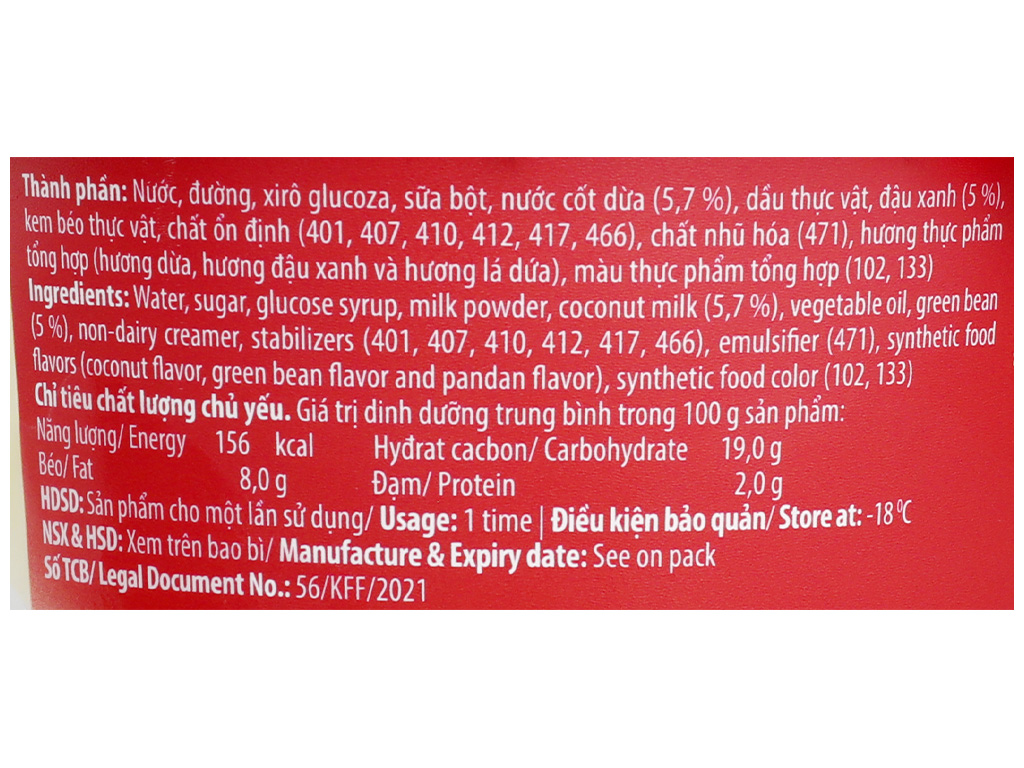 Thành phần: Nước, đường, xirô glucoza, sữa bột, nước cốt dừa (5,7 %), dầu thực vật, đậu xanh (5 %),
kem béo thực vật, chất ổn định (401, 407, 410, 412, 417, 466), chất nhũ hóa (471), hương thực phẩm
tổng hợp (hương dừa, hương đậu xanh và hương lá dứa), màu thực phẩm tổng hợp (102, 133)
Ingredients: Water, sugar, glucose syrup, milk powder, coconut milk (5,7 %), vegetable oil, green bean
(5 %), non-dairy creamer, stabilizers (401, 407, 410, 412, 417, 466), emulsifier (471), synthetic food
flavors (coconut flavor, green bean flavor and pandan flavor), synthetic food color (102, 133)
Chỉ tiêu chất lượng chủ yếu. Giá trị dinh dưỡng trung bình trong 100 g sản phẩm:
Năng lượng/ Energy 156 kcal Hyđrat cacbon/ Carbohydrate 19,0 g
Béo/ Fat 8,0 g Đạm/ Protein 2,0 g
HDSD: Sản phẩm cho một lần sử dụng/ Usage: 1 time | Điều kiện bảo quản/ Store at: -18 ºC
NSX & HSD: Xem trên bao bì/ Manufacture & Expiry date: See on pack
Số TCB/ Legal Document No.: 56/KFF/2021